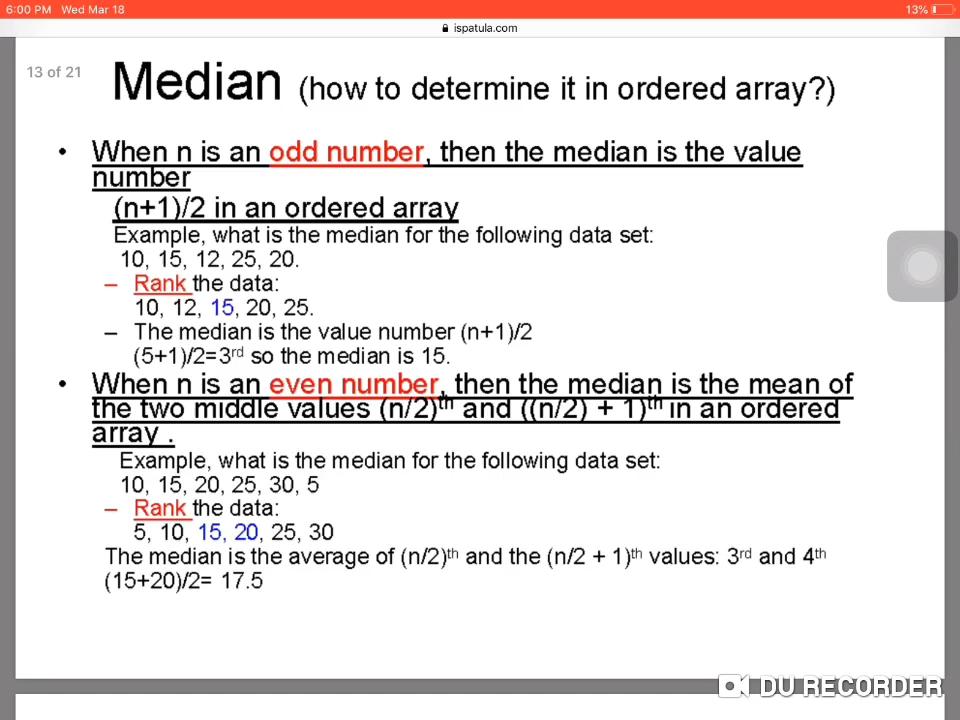 6:00 PM Wed Mar 18
13%
ispatula.com
13 of 21
Median (how to determine it in ordered array?)
• When n is an odd number, then the median is the value
number
(n+1)/2 in an ordered array
Example, what is the median for the following data set:
10, 15, 12, 25, 20.
– Rank the data:
10, 12, 15, 20, 25.
– The median is the value number (n+1)/2
(5+1)/2=3rd so the median is 15.
• When n is an even number, then the median is the mean of
the two middle values (n/2)th and ((n/2) + 1)th in an ordered
array .
Example, what is the median for the following data set:
10, 15, 20, 25, 30, 5
– Rank the data:
5, 10, 15, 20, 25, 30
The median is the average of (n/2)th and the (n/2 + 1)th values: 3rd and 4th
(15+20)/2= 17.5
DU RECORDER